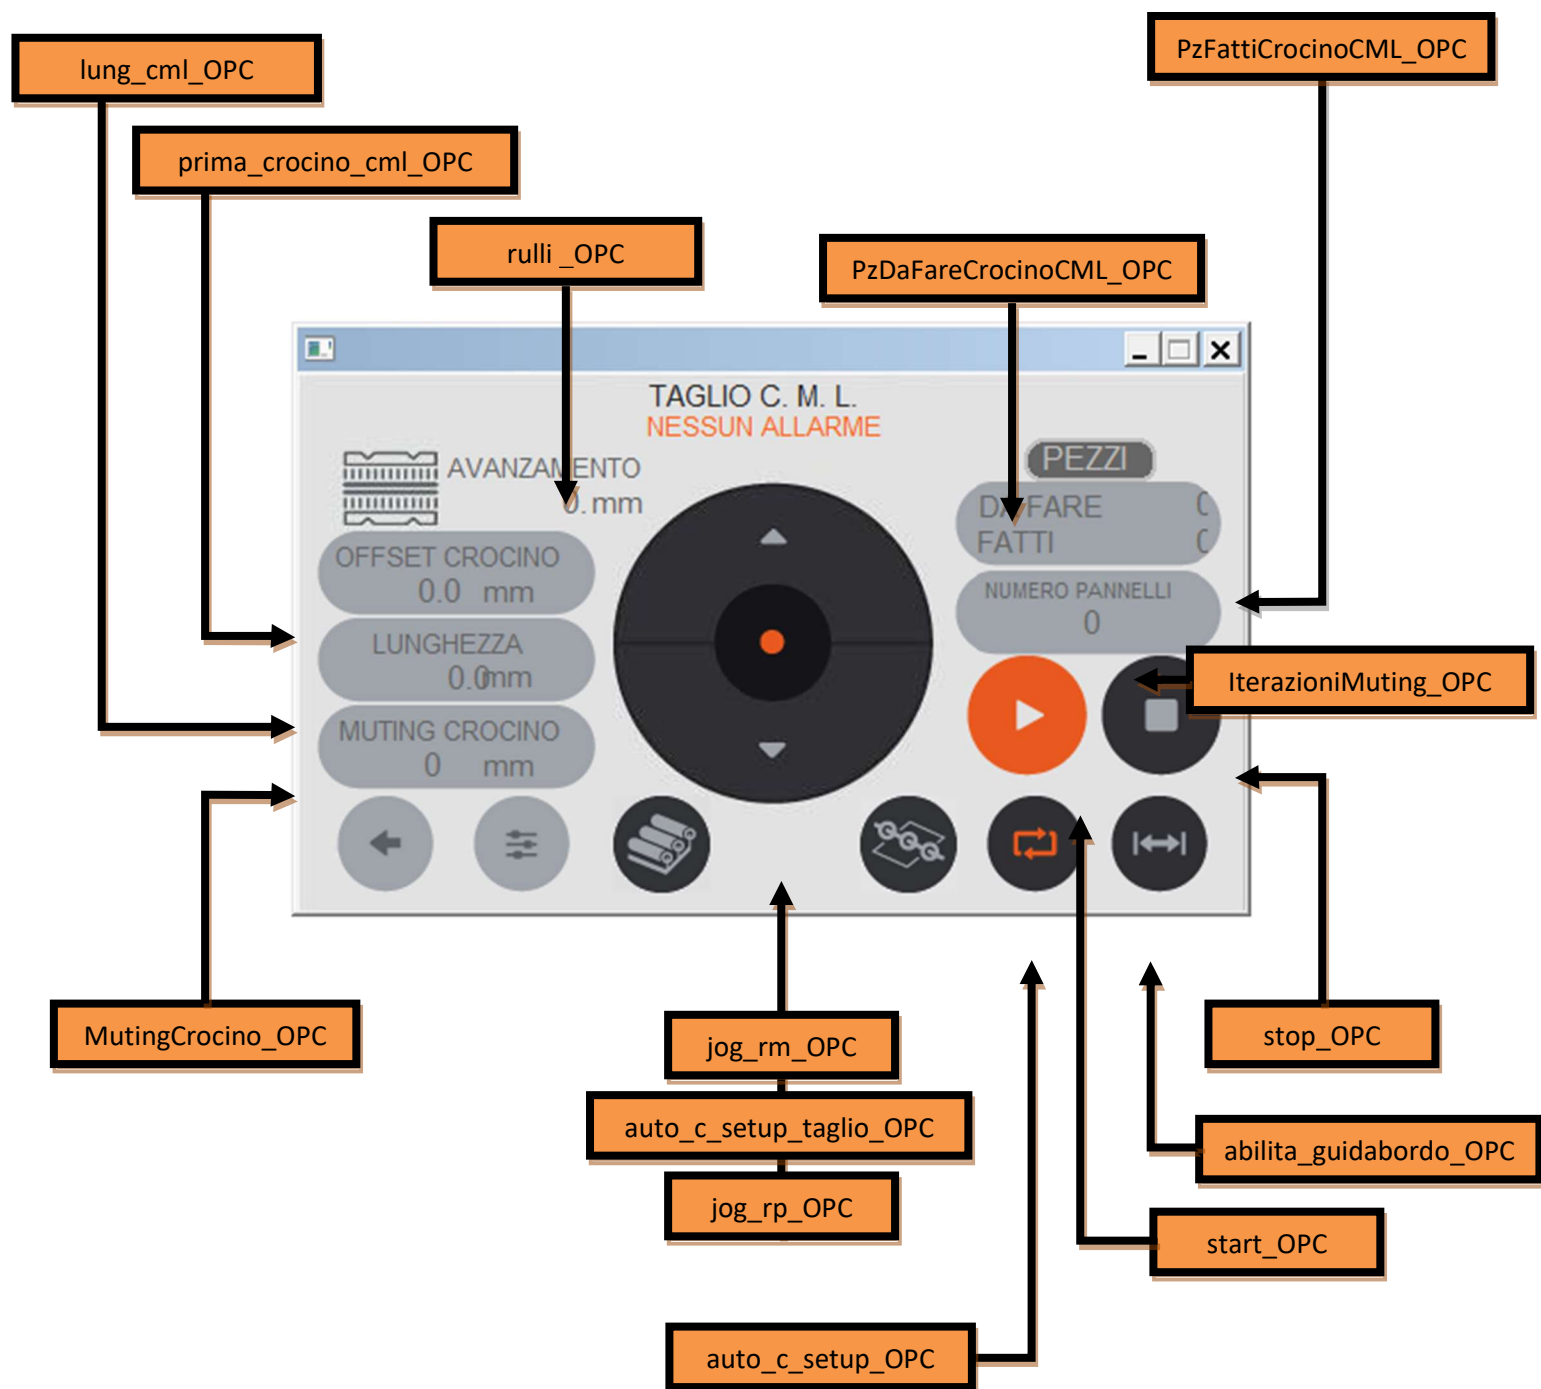 PzFattiCrocinoCML_OPC
lung_cml_OPC
prima_crocino_cml_OPC
rulli _OPC
PzDaFareCrocinoCML_OPC
TAGLIO C. M. L.
NESSUN ALLARME
AVANZAMENTO
0. mm
PEZZI
DA FARE 0
FATTI 0
OFFSET CROCINO
0.0 mm
NUMERO PANNELLI
0
LUNGHEZZA
0.0mm
IterazioniMuting_OPC
MUTING CROCINO
0 mm
MutingCrocino_OPC
jog_rm_OPC
stop_OPC
auto_c_setup_taglio_OPC
abilita_guidabordo_OPC
jog_rp_OPC
start_OPC
auto_c_setup_OPC